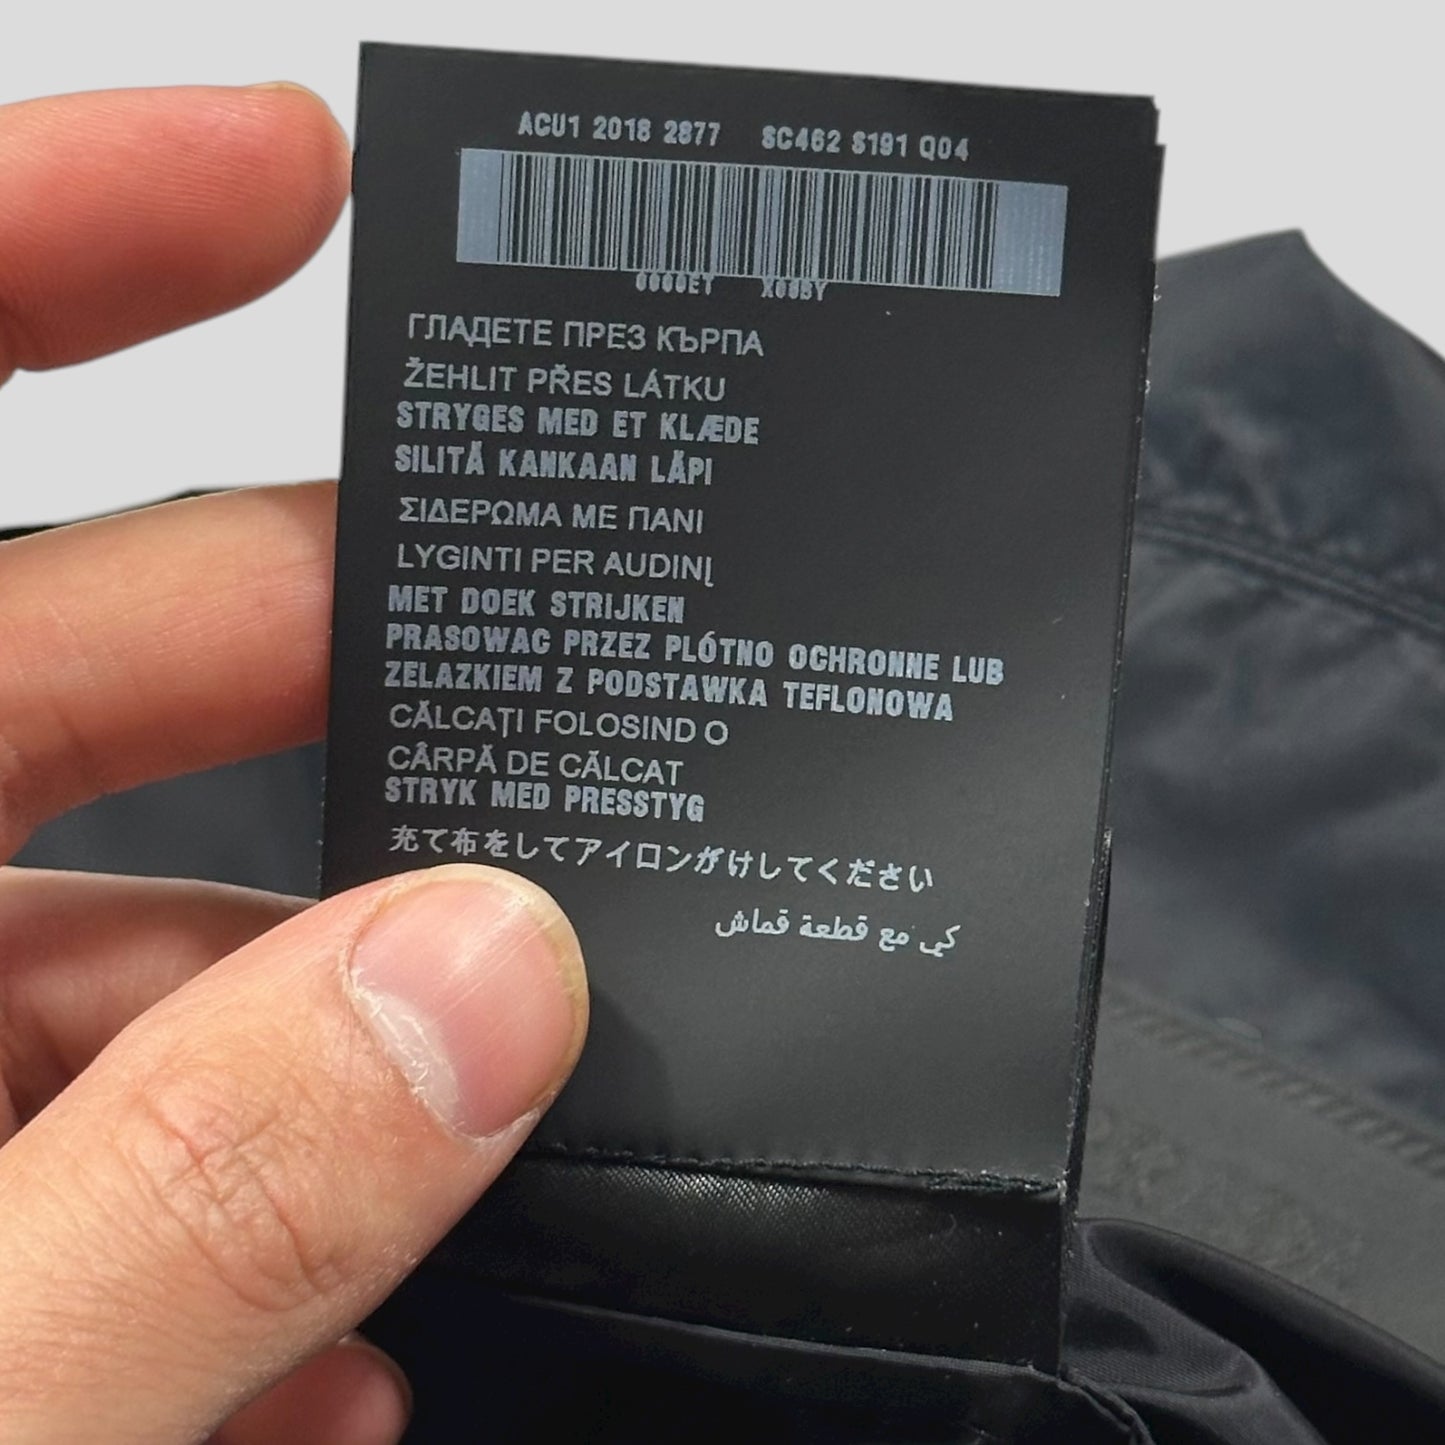 ACU1 2018 2877 SC462 S191 Q04
0000ET X00BY
ГЛАДЕТЕ ПРЕЗ КЪРПА
ŽEHLIT PŘES LÁTKU
STRYGES MED ET KLÆDE
SILITÄ KANKAAN LÄPI
ΣΙΔΕΡΩΜΑ ΜΕ ΠΑΝΙ
LYGINTI PER AUDINĮ
MET DOEK STRIJKEN
PRASOWAC PRZEZ PLÓTNO OCHRONNE LUB
ZELAZKIEM Z PODSTAWKA TEFLONOWA
CĂLCAȚI FOLOSIND O
CÂRPĂ DE CĂLCAT
STRYK MED PRESSTYG
充て布をしてアイロンがけしてください
كي مع قطعة قماش